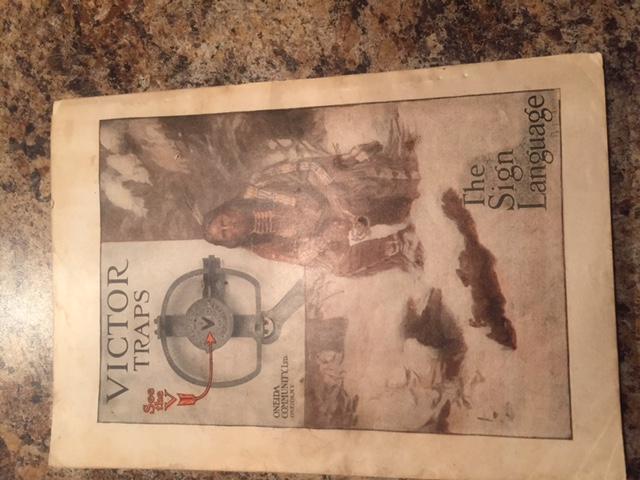 VICTOR
TRAPS
See
the
V
V
ONEIDA
COMMUNITY, LTD.
The
Sign
Language